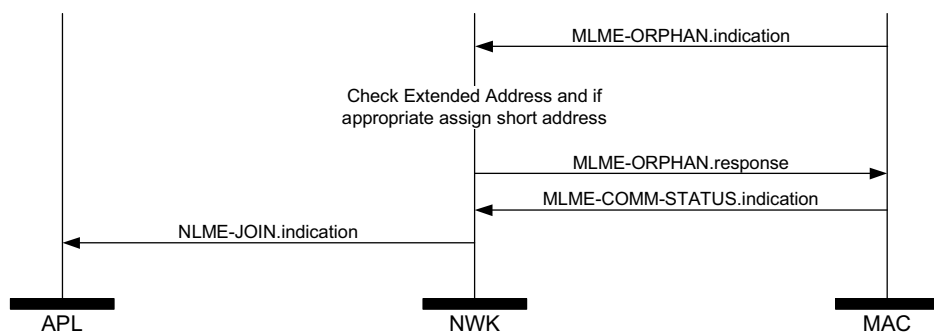 MLME-ORPHAN.indication
Check Extended Address and if
appropriate assign short address
MLME-ORPHAN.response
MLME-COMM-STATUS.indication
NLME-JOIN.indication
APL
NWK
MAC